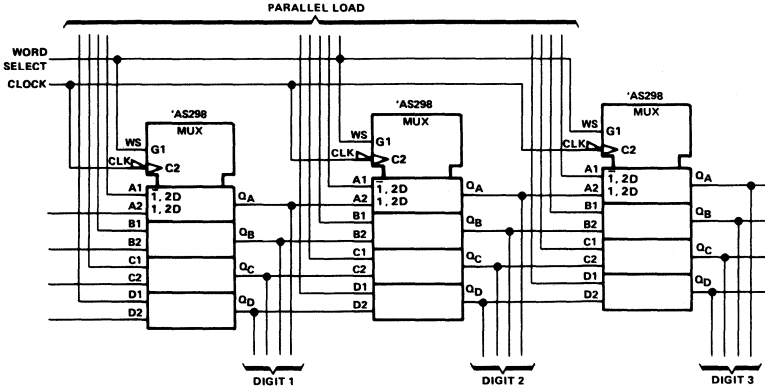 PARALLEL LOAD
WORD
SELECT
CLOCK
'AS298
MUX
WS
G1
CLK
C2
A1
1, 2D
A2
1, 2D
B1
B2
C1
C2
D1
D2
QA
QB
QC
QD
DIGIT 1
'AS298
MUX
WS
G1
CLK
C2
A1
1̅, 2D
A2
1, 2D
B1
B2
C1
C2
D1
D2
QA
QB
QC
QD
DIGIT 2
'AS298
MUX
WS
G1
CLK
C2
A1
1̅, 2D
A2
1, 2D
B1
B2
C1
C2
D1
D2
QA
QB
QC
QD
DIGIT 3